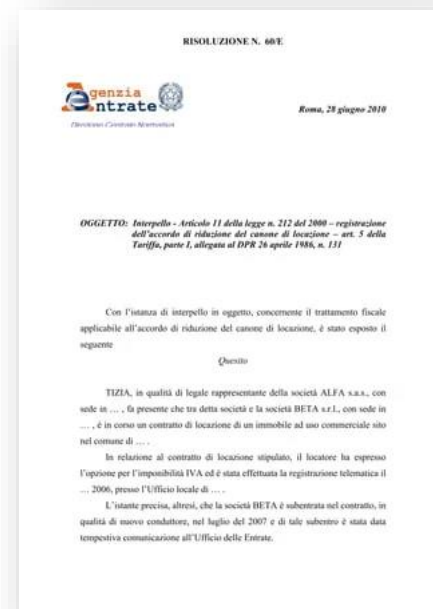 RISOLUZIONE N. 60/E
Agenzia
Entrate
Direzione Centrale Normativa
Roma, 28 giugno 2010
OGGETTO: Interpello - Articolo 11 della legge n. 212 del 2000 – registrazione
dell'accordo di riduzione del canone di locazione – art. 5 della
Tariffa, parte I, allegata al DPR 26 aprile 1986, n. 131
Con l'istanza di interpello in oggetto, concernente il trattamento fiscale
applicabile all'accordo di riduzione del canone di locazione, è stato esposto il
seguente
Quesito
TIZIA, in qualità di legale rappresentante della società ALFA s.a.s., con
sede in … , fa presente che tra detta società e la società BETA s.r.l., con sede in
… , è in corso un contratto di locazione di un immobile ad uso commerciale sito
nel comune di … .
In relazione al contratto di locazione stipulato, il locatore ha espresso
l'opzione per l'imponibilità IVA ed è stata effettuata la registrazione telematica il
… 2006, presso l'Ufficio locale di … .
L'istante precisa, altresì, che la società BETA è subentrata nel contratto, in
qualità di nuovo conduttore, nel luglio del 2007 e di tale subentro è stata data
tempestiva comunicazione all'Ufficio delle Entrate.